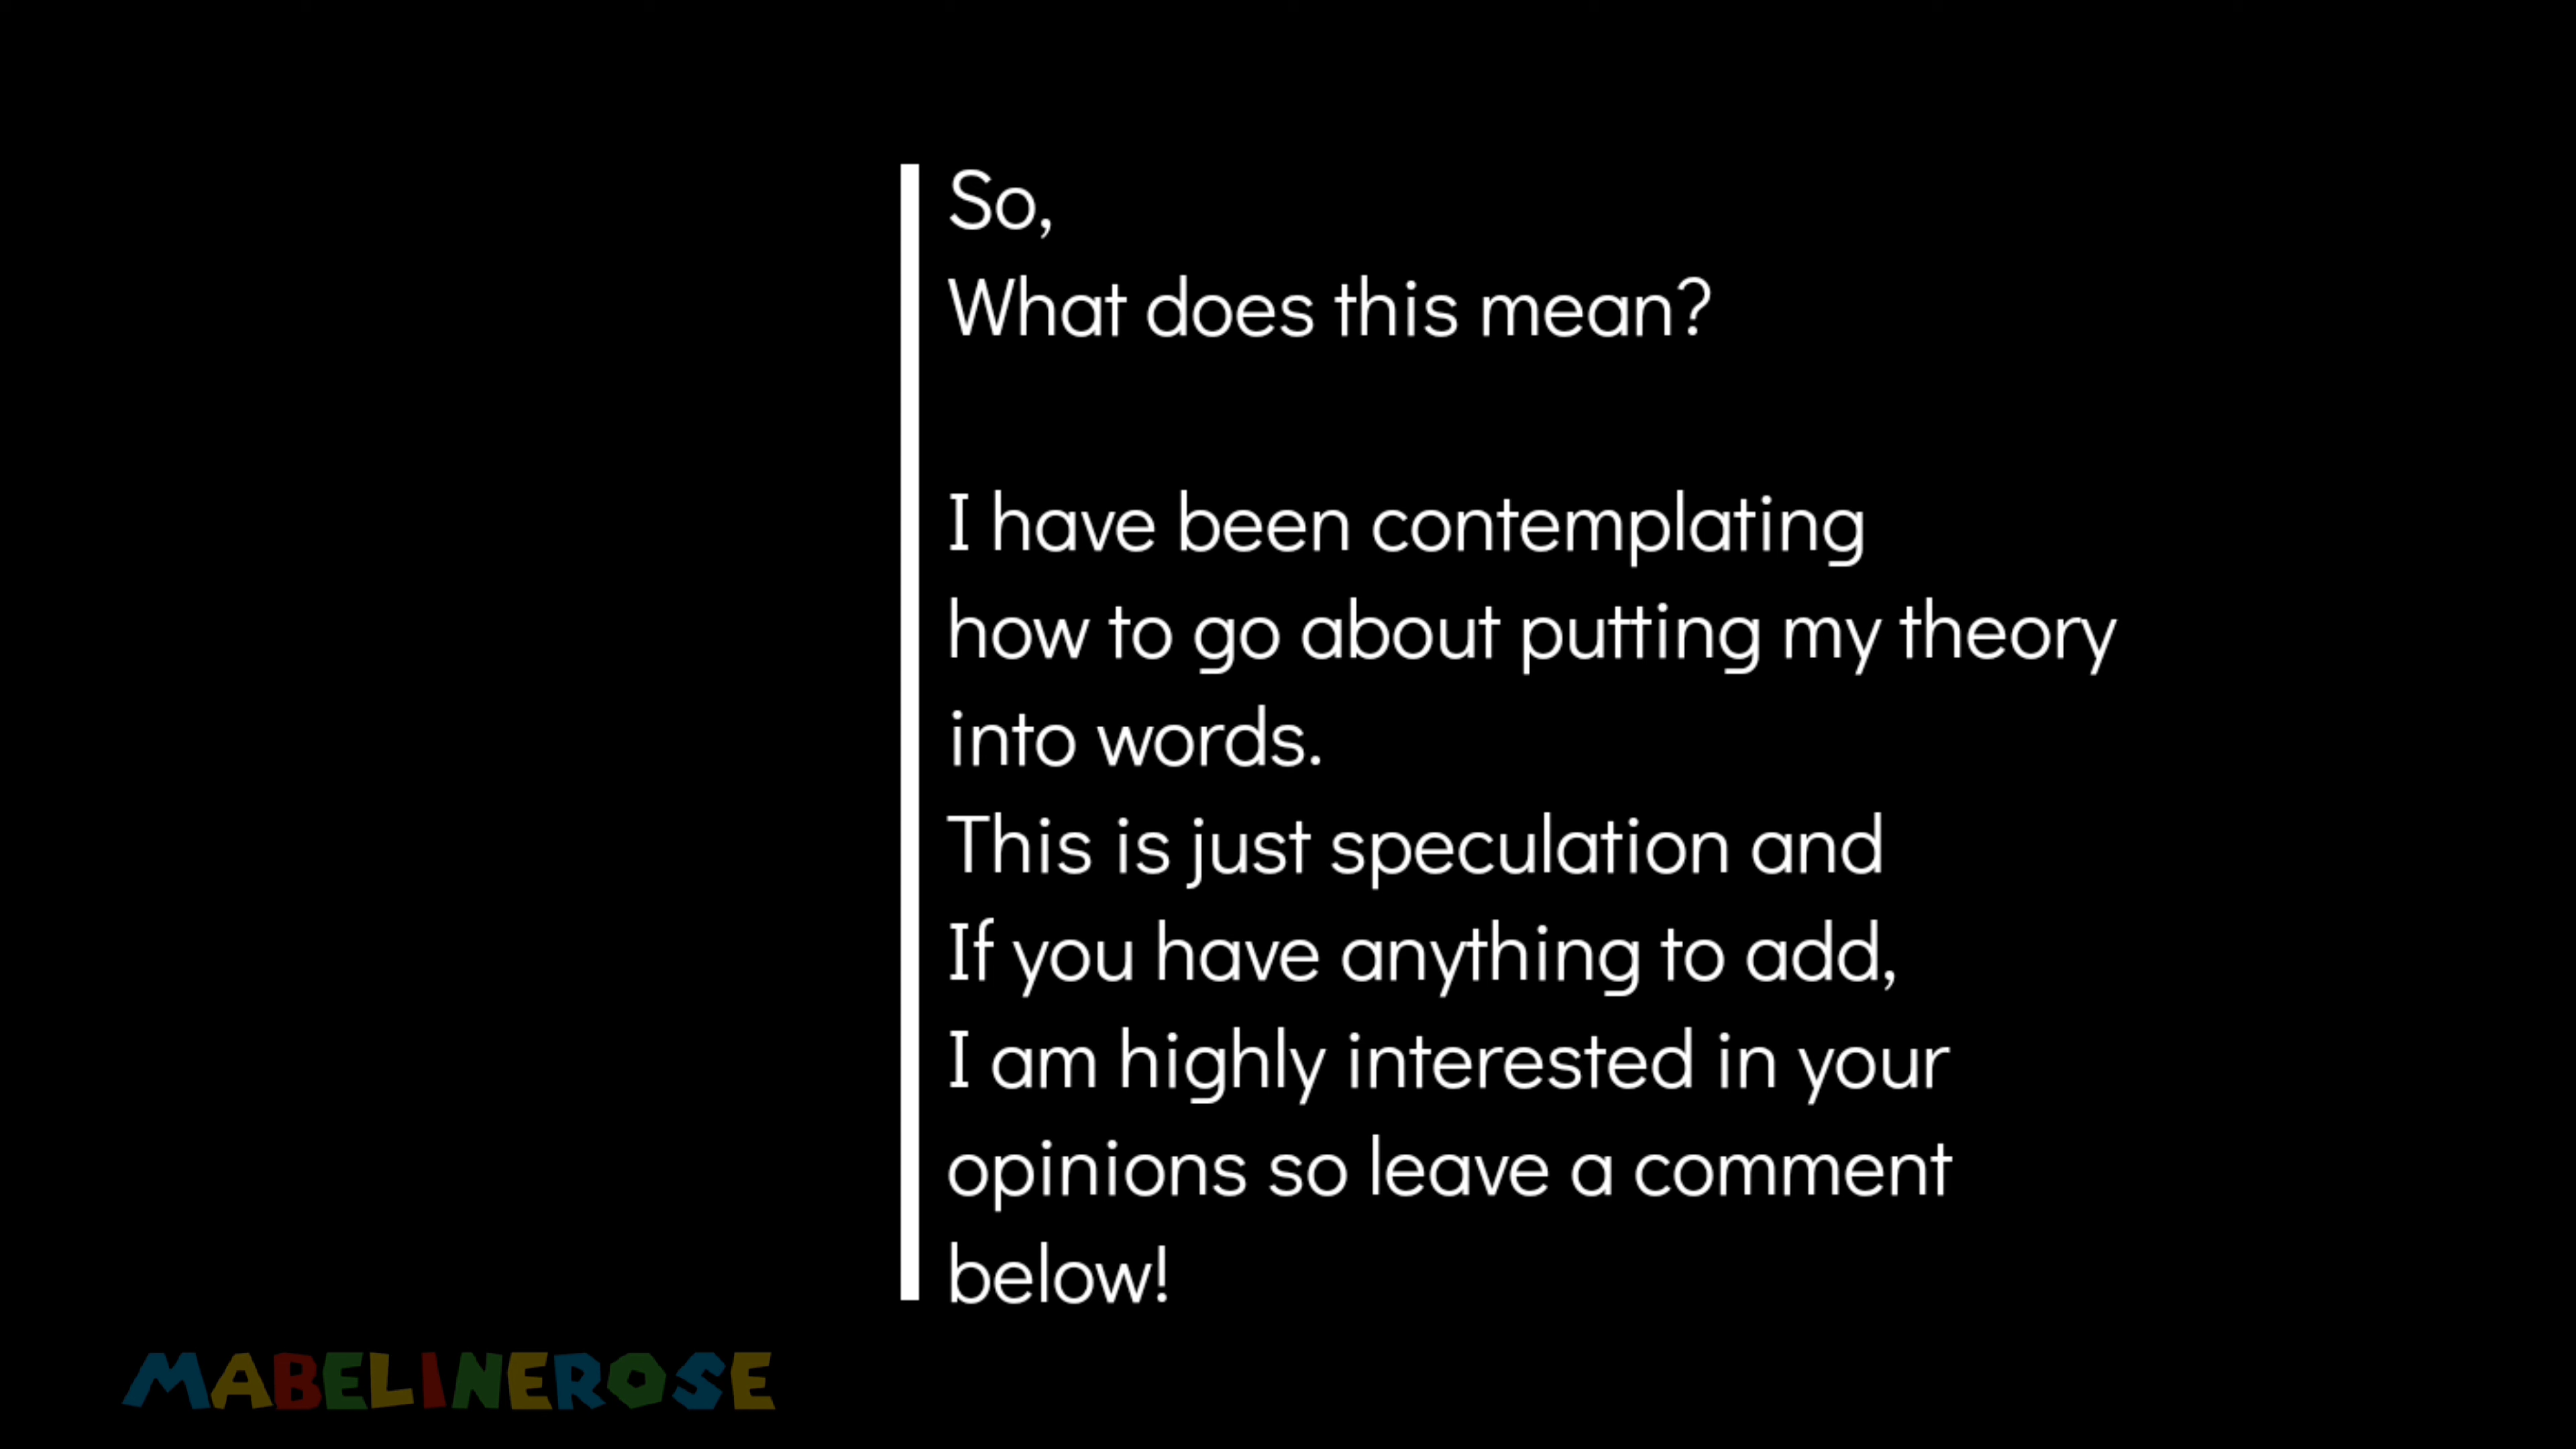 So,
What does this mean?
I have been contemplating
how to go about putting my theory
into words.
This is just speculation and
If you have anything to add,
I am highly interested in your
opinions so leave a comment
below!
MABELINEROSE